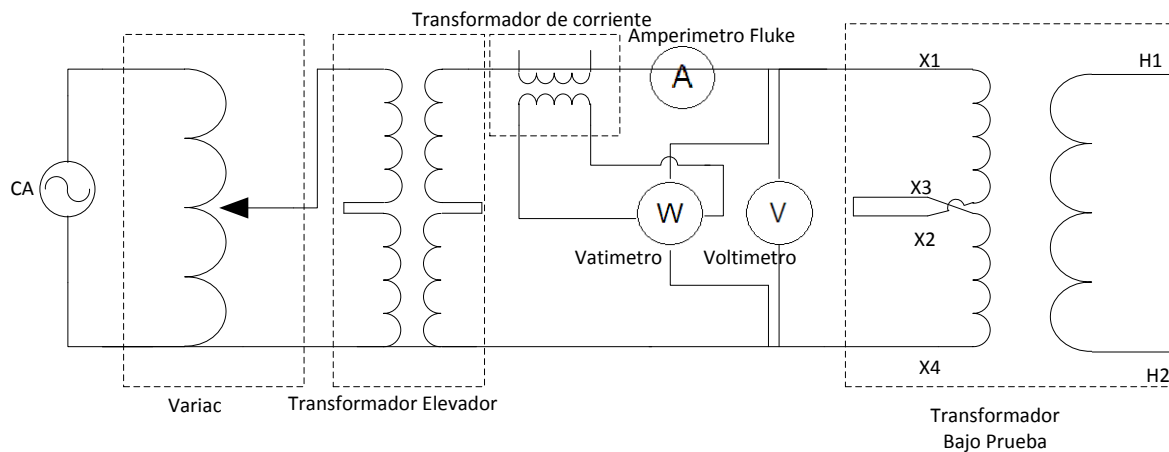 Transformador de corriente
Amperimetro Fluke
A
X1
H1
CA
W
V
X3
X2
Vatimetro
Voltimetro
X4
H2
Variac
Transformador Elevador
Transformador
Bajo Prueba